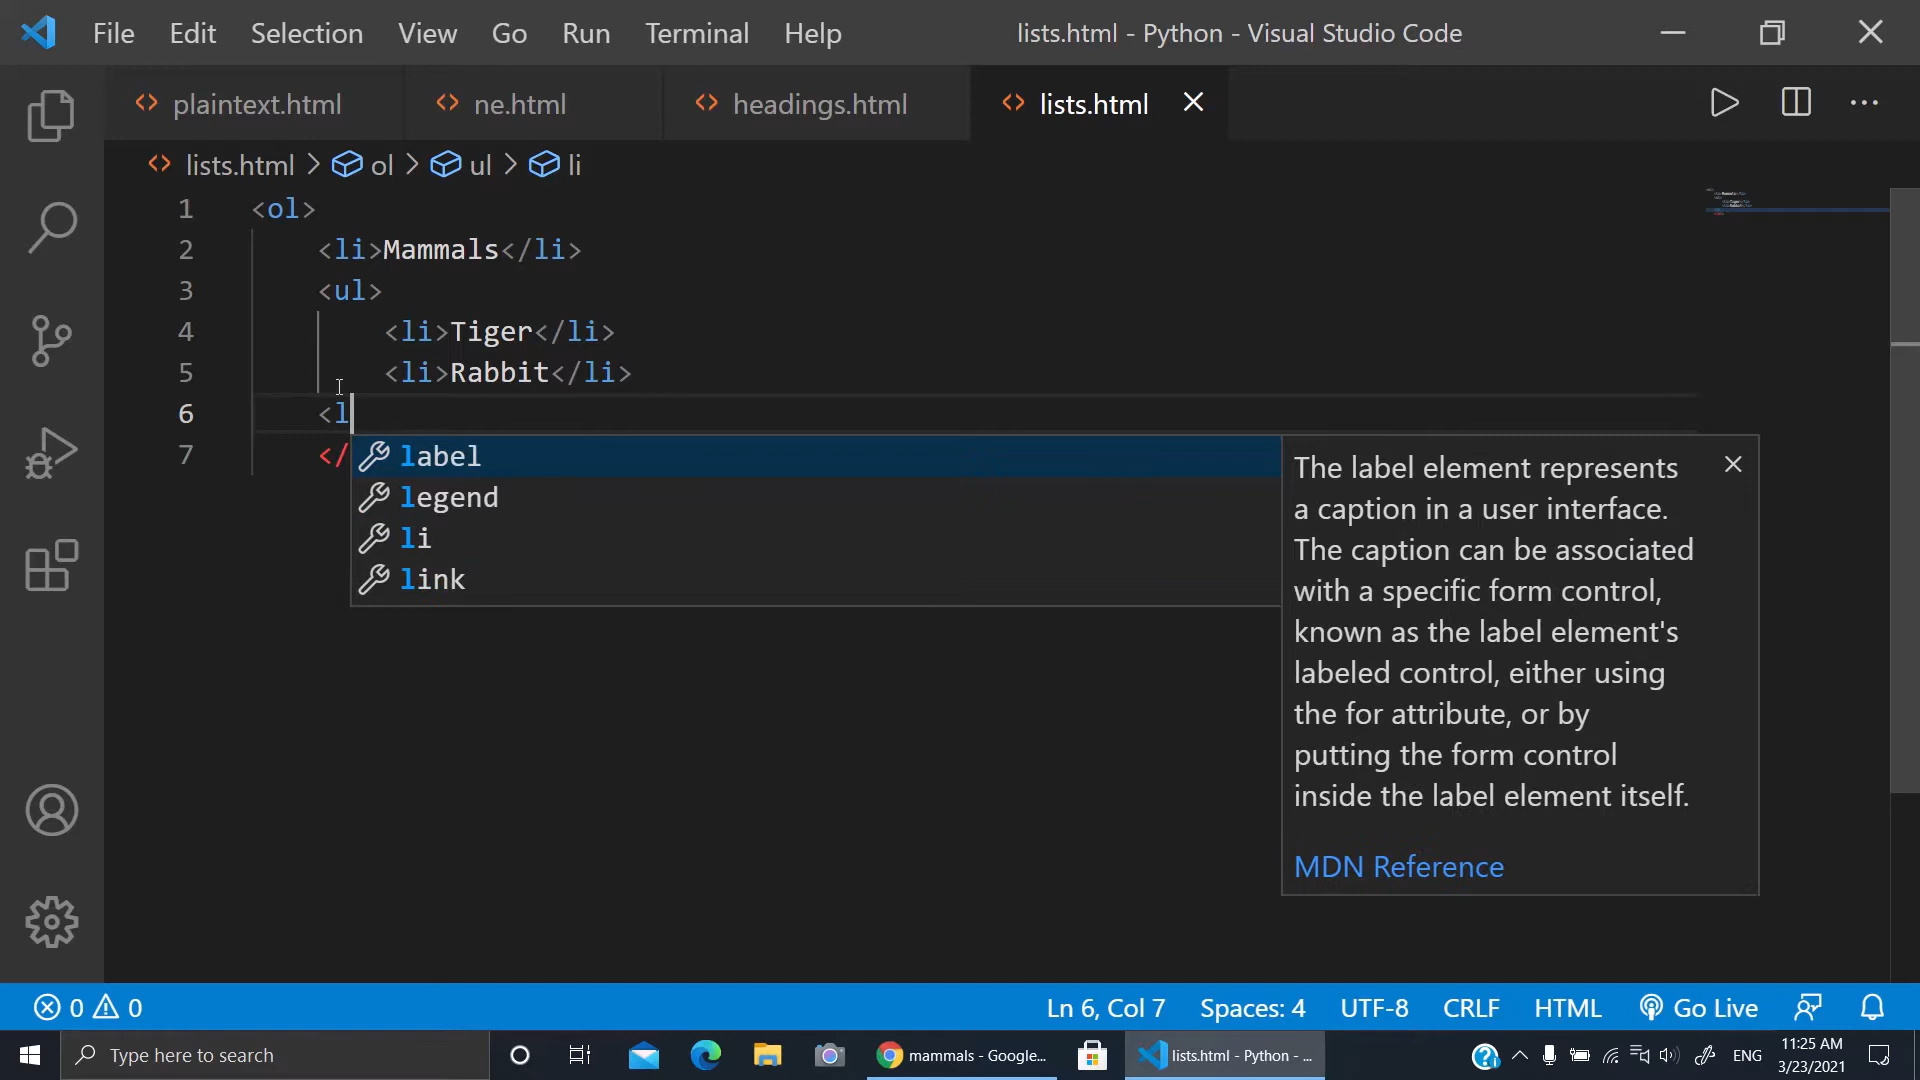 File Edit Selection View Go Run Terminal Help lists.html - Python - Visual Studio Code
plaintext.html ne.html headings.html lists.html
lists.html > ol > ul > li
1 <ol>
2 <li>Mammals</li>
3 <ul>
4 <li>Tiger</li>
5 <li>Rabbit</li>
6 <l
7 </
label
legend
li
link
The label element represents
a caption in a user interface.
The caption can be associated
with a specific form control,
known as the label element's
labeled control, either using
the for attribute, or by
putting the form control
inside the label element itself.
MDN Reference
0 0 Ln 6, Col 7 Spaces: 4 UTF-8 CRLF HTML Go Live
Type here to search mammals - Google... lists.html - Python - ... ENG 11:25 AM
3/23/2021